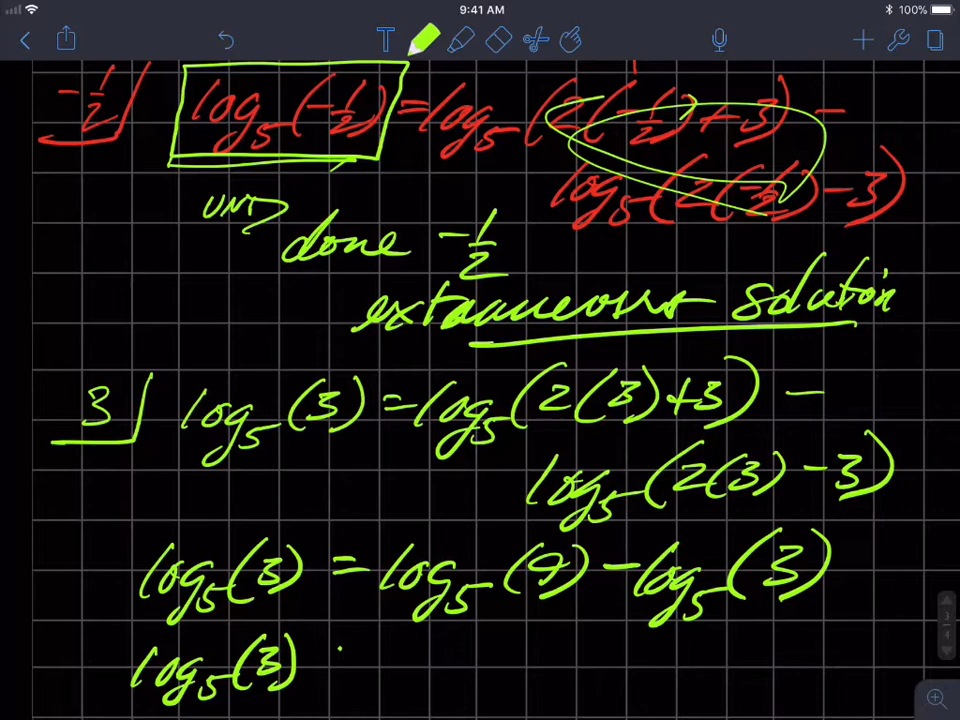 9:41 AM
100%
T
-1/2 log₅(-1/2) = log₅(2(-1/2)+3) -
log₅(2(-1/2)-3)
UND
done -1/2
extraneous solution
3 log₅(3) = log₅(2(3)+3) -
log₅(2(3)-3)
log₅(3) = log₅(9) - log₅(3)
log₅(3)